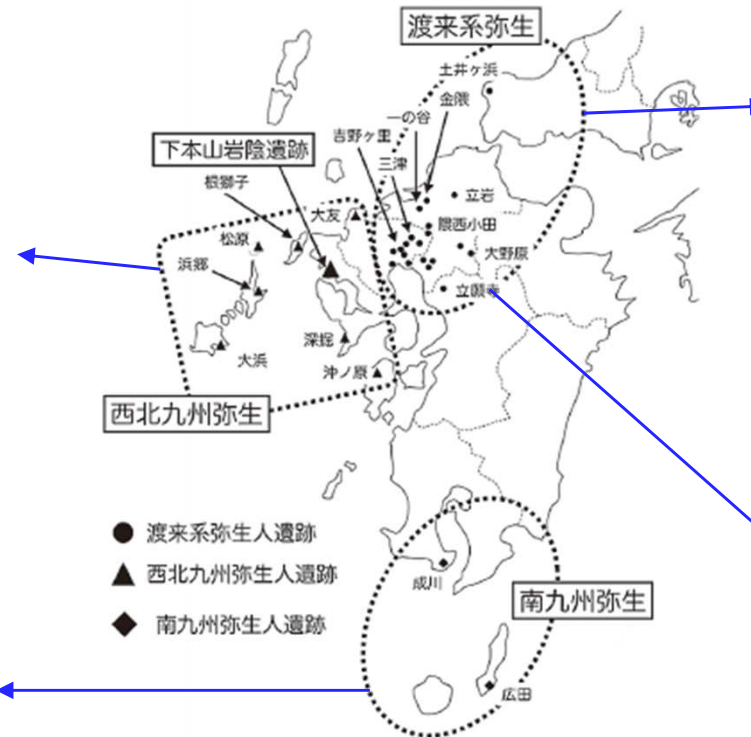 渡来系弥生
土井ヶ浜
金隈
一の谷
吉野ヶ里
三津
下本山岩陰遺跡
根獅子
立岩
大友
隈西小田
松原
大野原
浜郷
立願寺
深堀
大浜
沖ノ原
西北九州弥生
渡来系弥生人遺跡
西北九州弥生人遺跡
成川
南九州弥生
南九州弥生人遺跡
広田